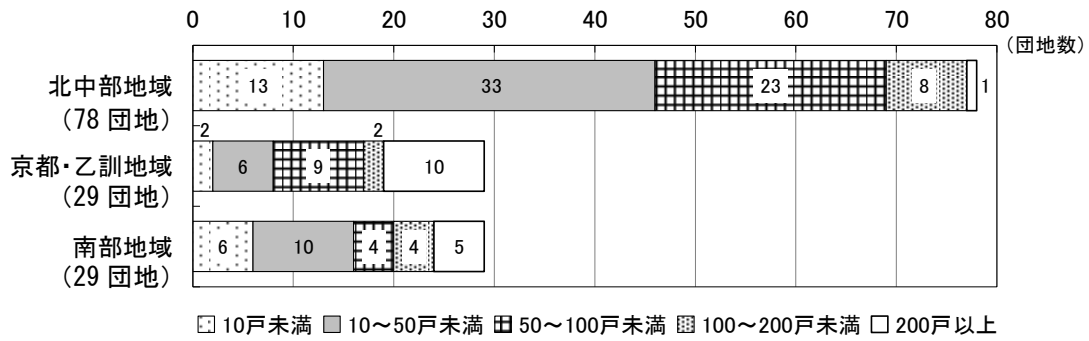 0 10 20 30 40 50 60 70 80
（団地数）
北中部地域
（78 団地）
13 33 23 8 1
京都・乙訓地域
（29 団地）
2 6 9 2 10
南部地域
（29 団地）
6 10 4 4 5
10戸未満 10～50戸未満 50～100戸未満 100～200戸未満 200戸以上